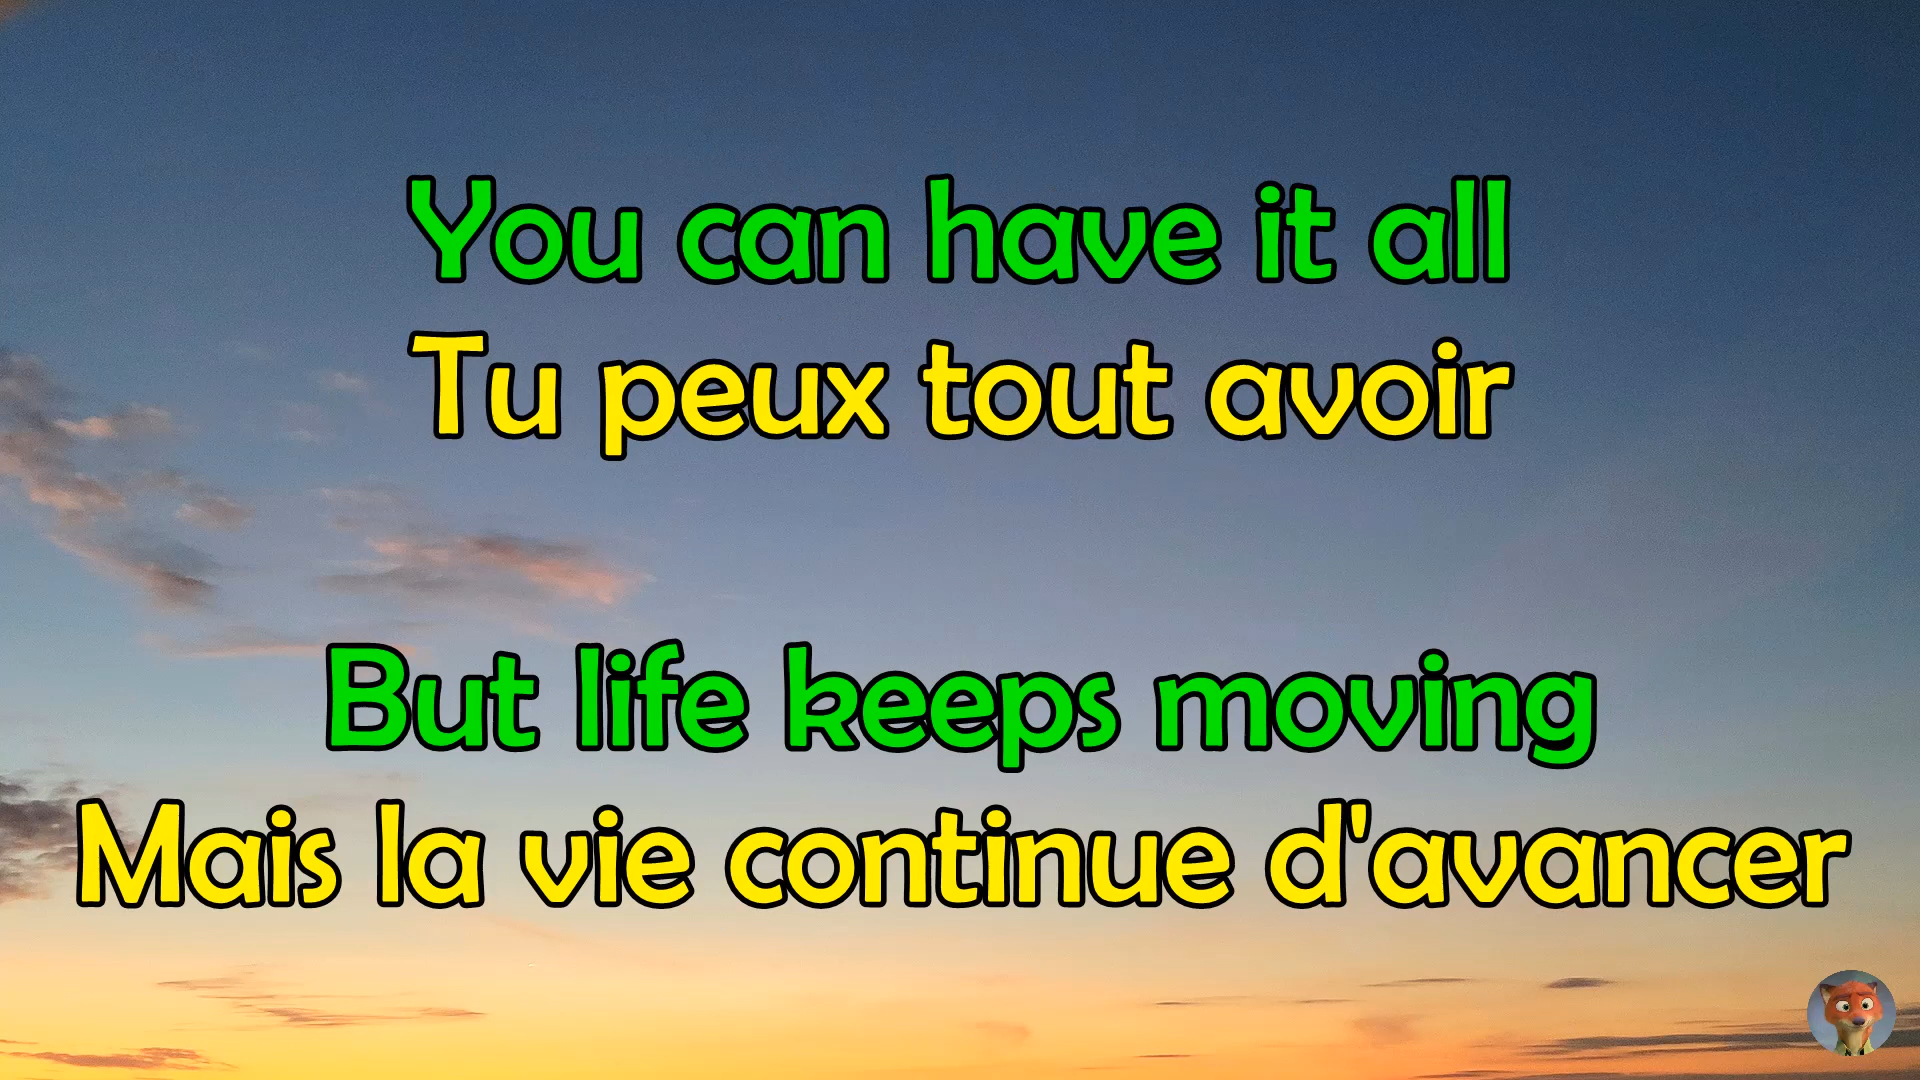 You can have it all
Tu peux tout avoir
But life keeps moving
Mais la vie continue d'avancer